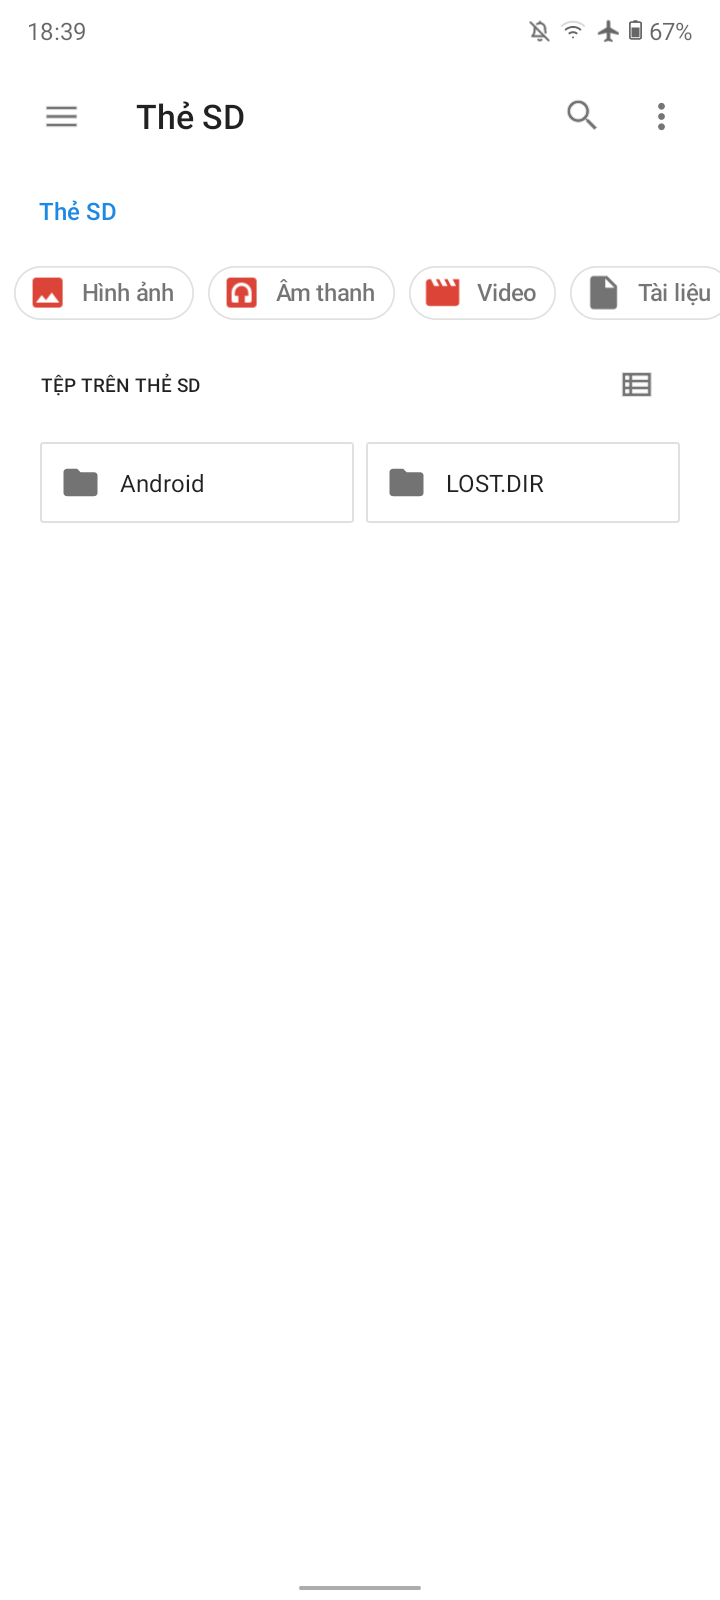 18:39 67%
Thẻ SD
Thẻ SD
Hình ảnh Âm thanh Video Tài liệu
TỆP TRÊN THẺ SD
Android LOST.DIR